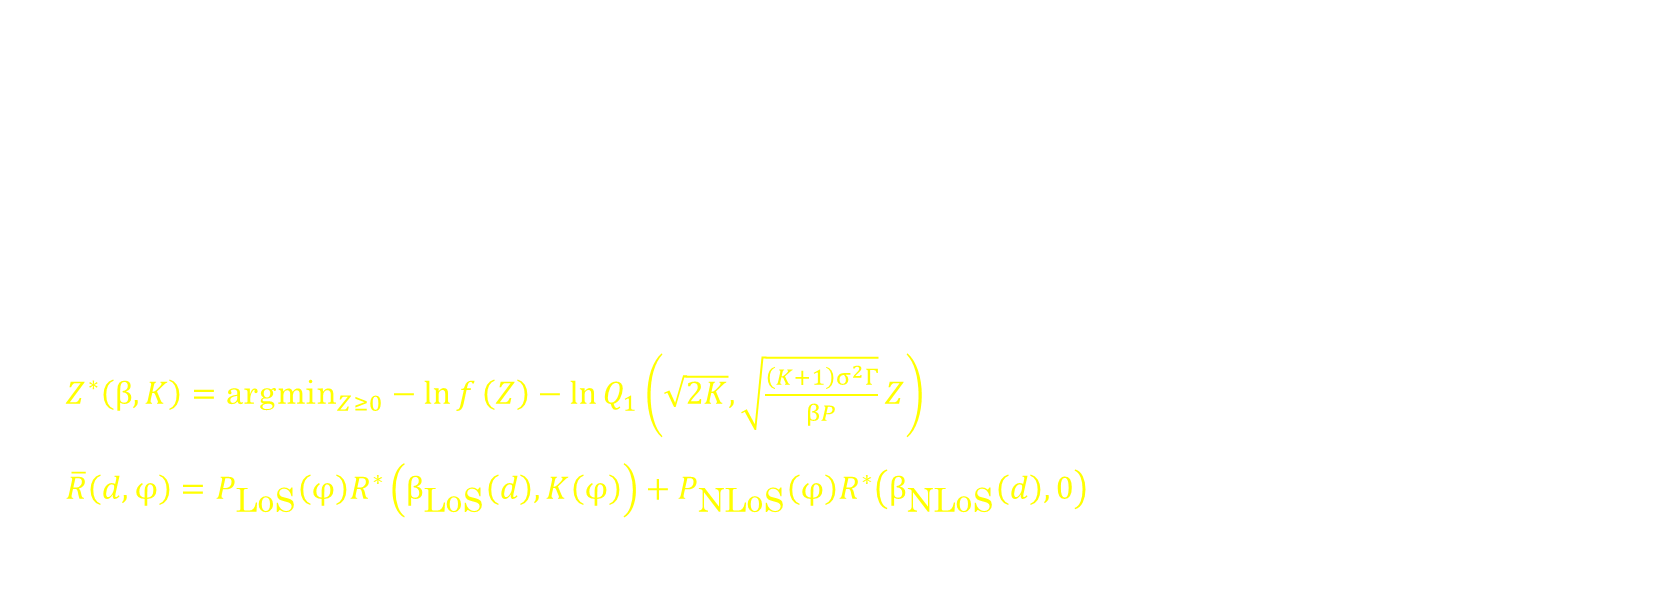 Z*(β, K) = argmin_{Z≥0} − ln f (Z) − ln Q₁ (√(2K), √((K+1)σ²Γ / βP) Z)
R̄(d, φ) = P_LoS(φ)R*(β_LoS(d), K(φ)) + P_NLoS(φ)R*(β_NLoS(d), 0)